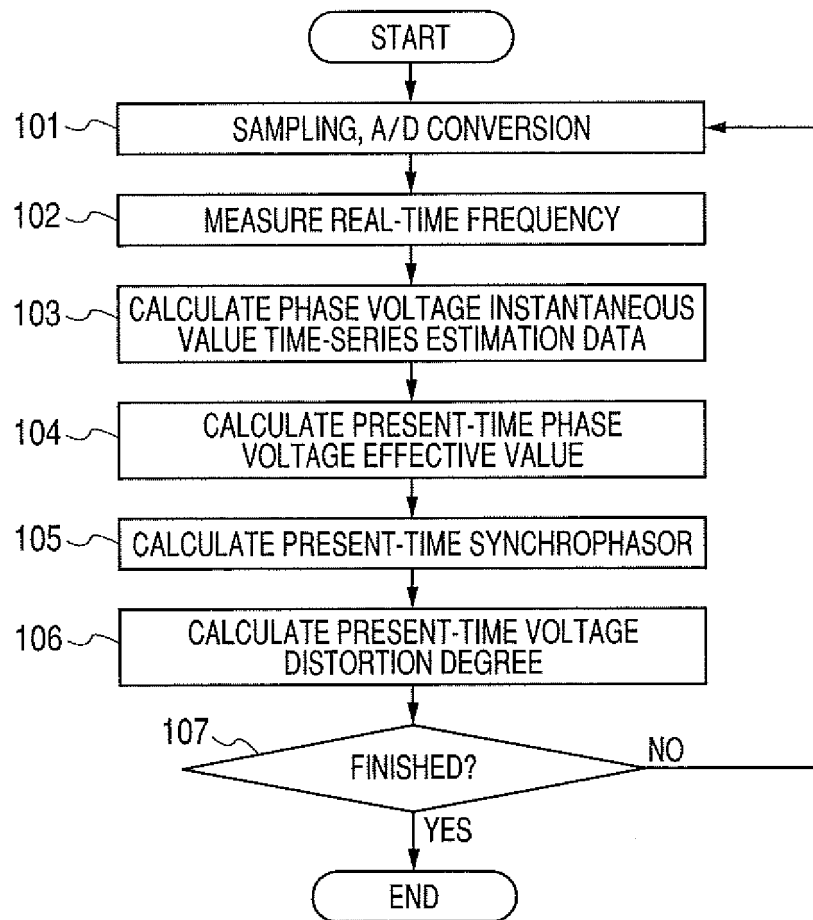 START
101
SAMPLING, A/D CONVERSION
102
MEASURE REAL-TIME FREQUENCY
103
CALCULATE PHASE VOLTAGE INSTANTANEOUS
VALUE TIME-SERIES ESTIMATION DATA
104
CALCULATE PRESENT-TIME PHASE
VOLTAGE EFFECTIVE VALUE
105
CALCULATE PRESENT-TIME SYNCHROPHASOR
106
CALCULATE PRESENT-TIME VOLTAGE
DISTORTION DEGREE
107
FINISHED?
NO
YES
END